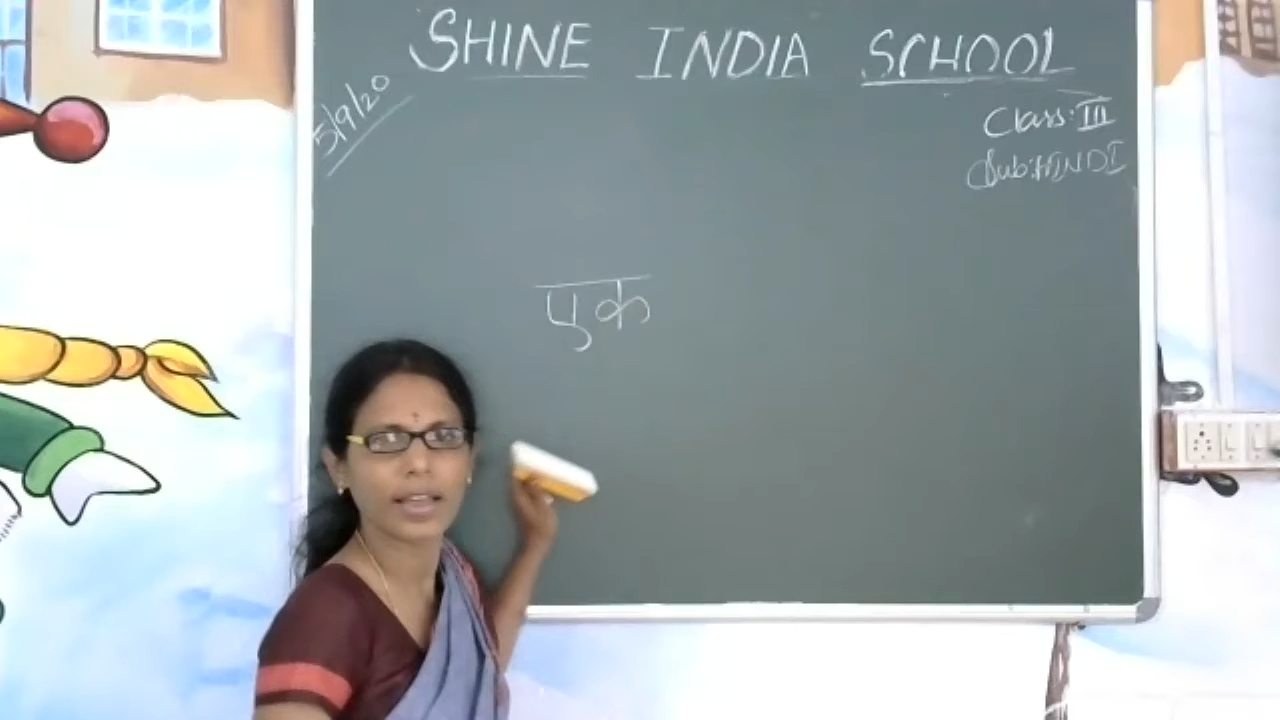 SHINE INDIA SCHOOL
5/9/20
Class: III
Sub: HINDI
एक